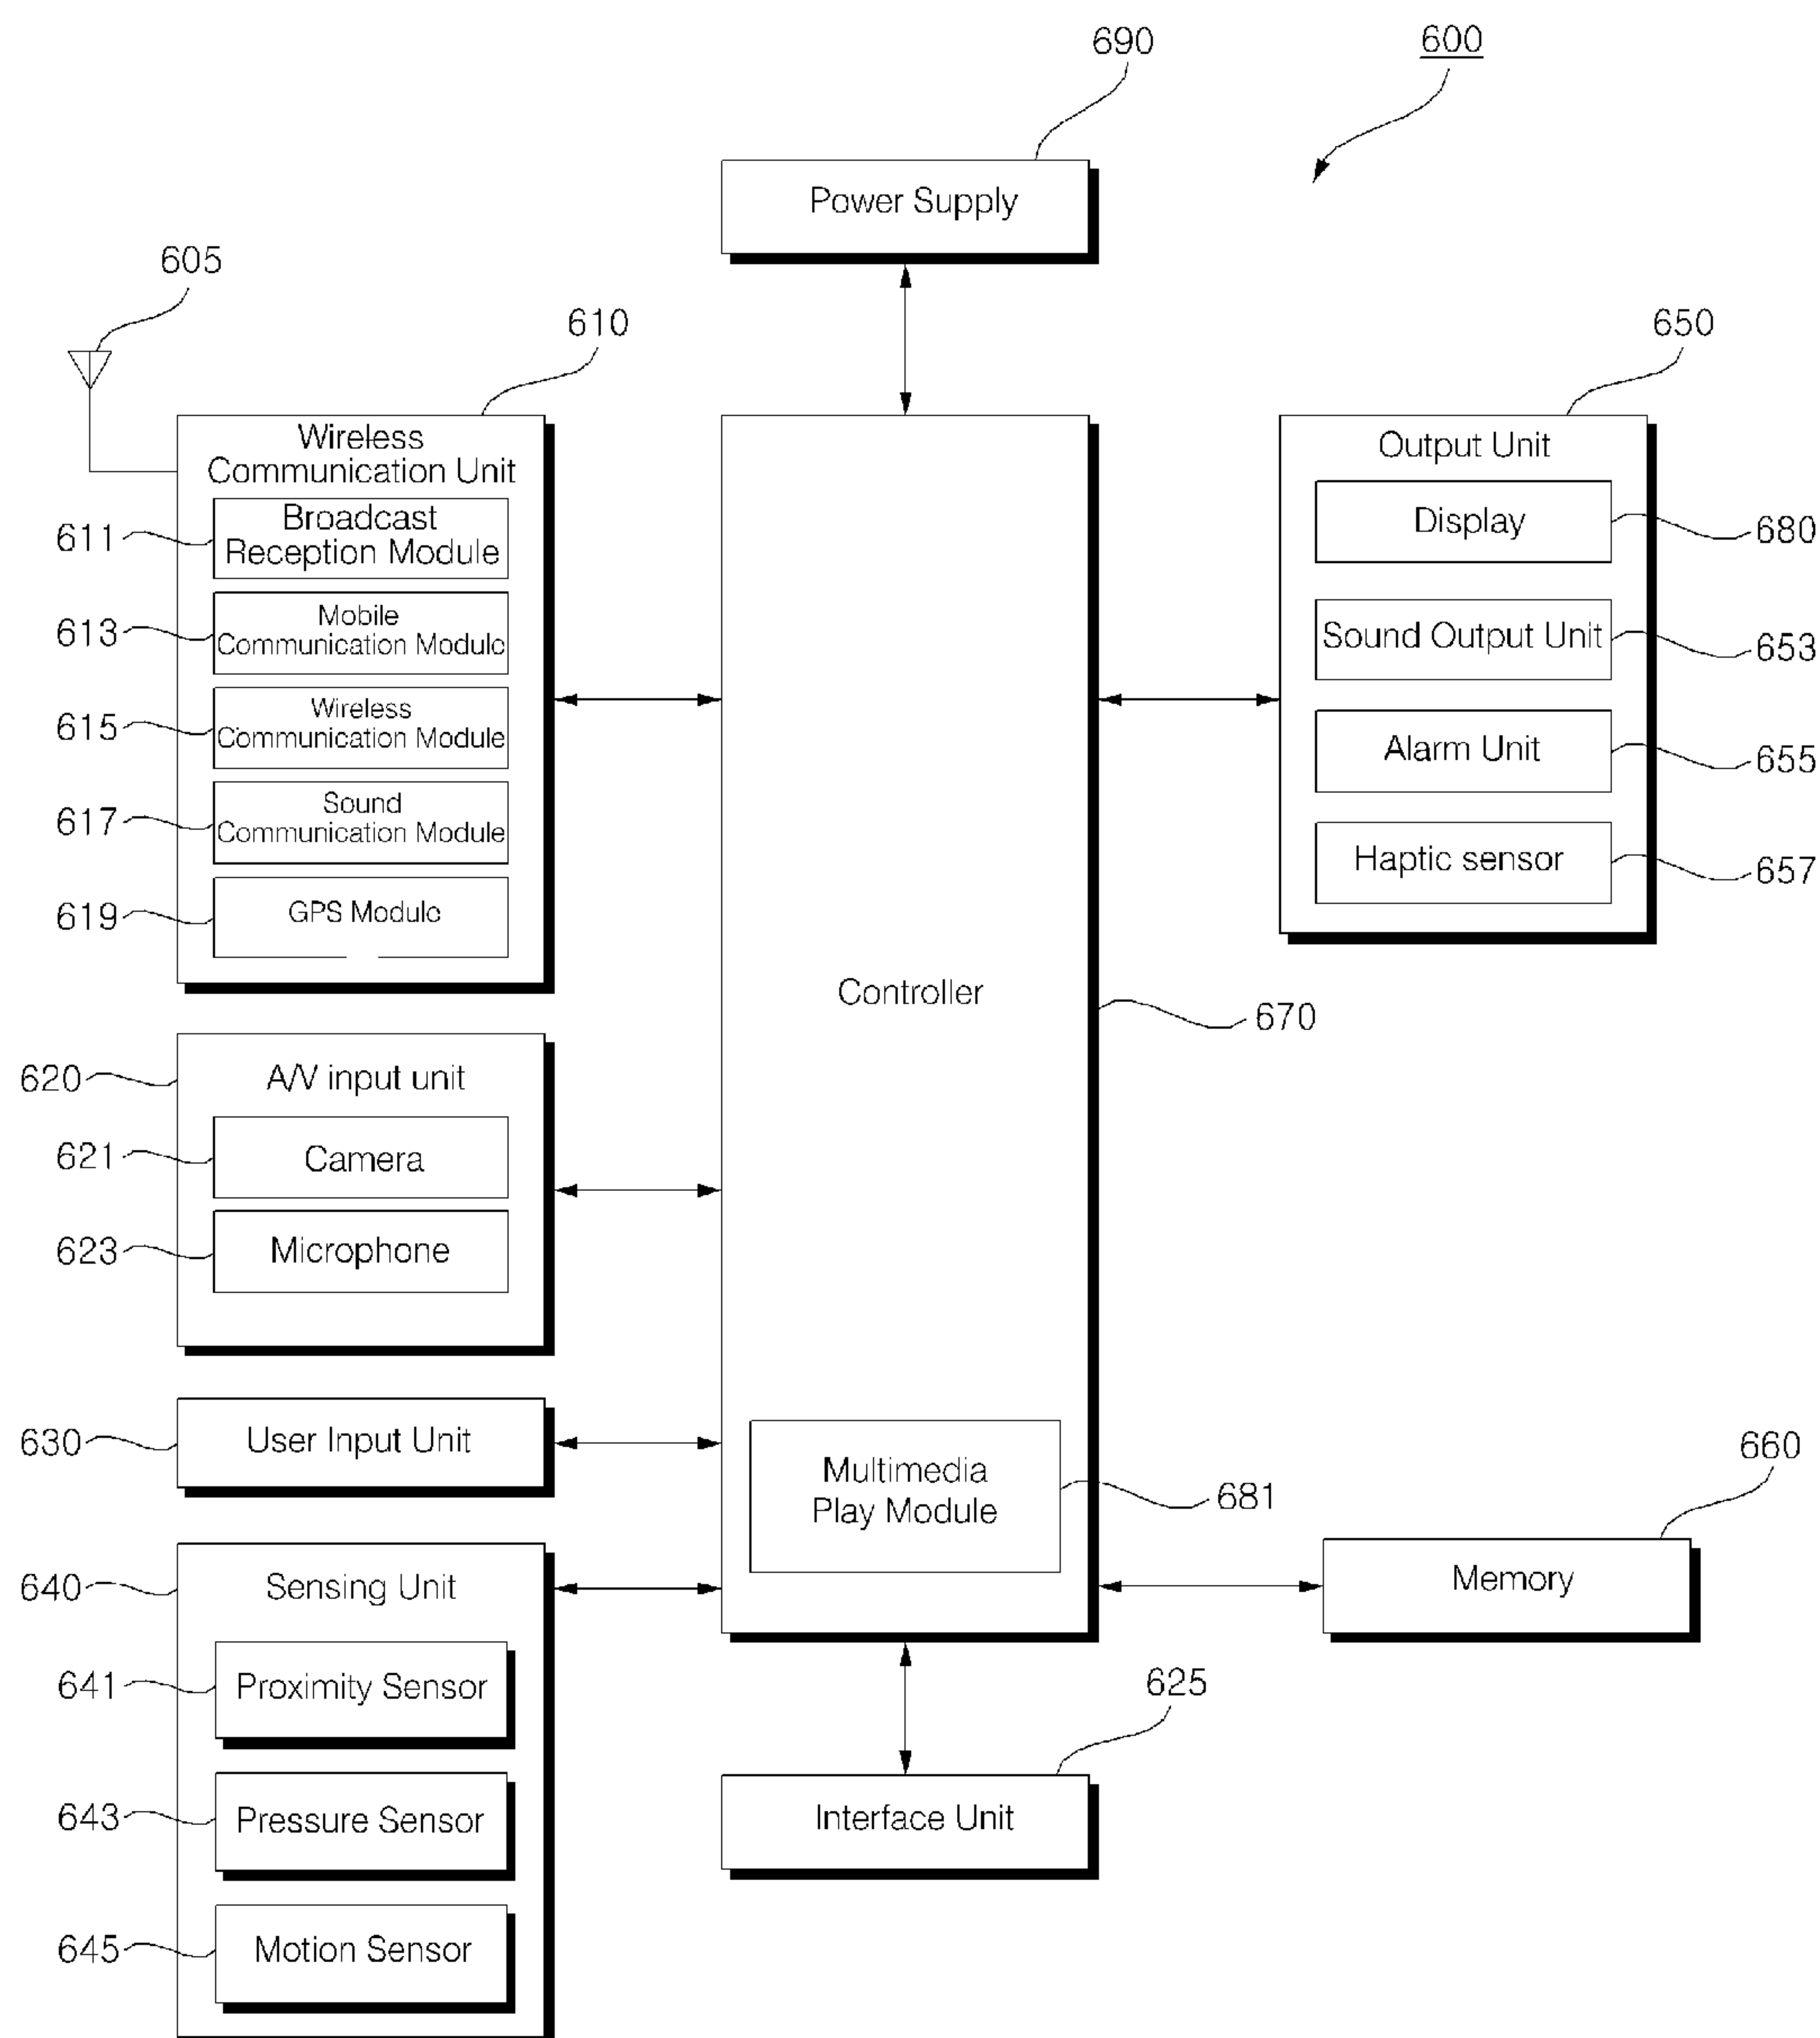 690
600
Power Supply
605
610
650
Wireless
Communication Unit
Output Unit
611
Broadcast
Reception Module
Display
680
613
Mobile
Communication Module
Sound Output Unit
653
615
Wireless
Communication Module
Alarm Unit
655
617
Sound
Communication Module
Haptic sensor
657
619
GPS Module
Controller
670
620
A/V input unit
621
Camera
623
Microphone
630
User Input Unit
Multimedia
Play Module
681
660
640
Sensing Unit
Memory
641
Proximity Sensor
625
643
Pressure Sensor
Interface Unit
645
Motion Sensor